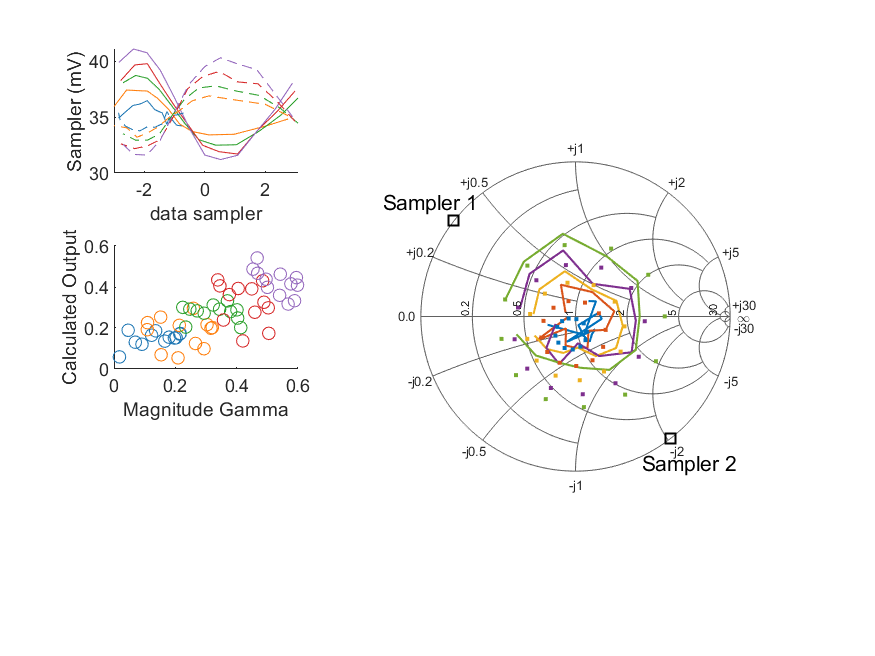 Sampler (mV)
40
35
30
-2
0
2
data sampler
Calculated Output
0.6
0.4
0.2
0
0
0.2
0.4
0.6
Magnitude Gamma
+j1
+j0.5
+j2
Sampler 1
+j0.2
+j5
0.0
0.2
0.5
1
2
5
30
+j30
∞
-j30
-j0.2
-j5
-j0.5
-j2
Sampler 2
-j1